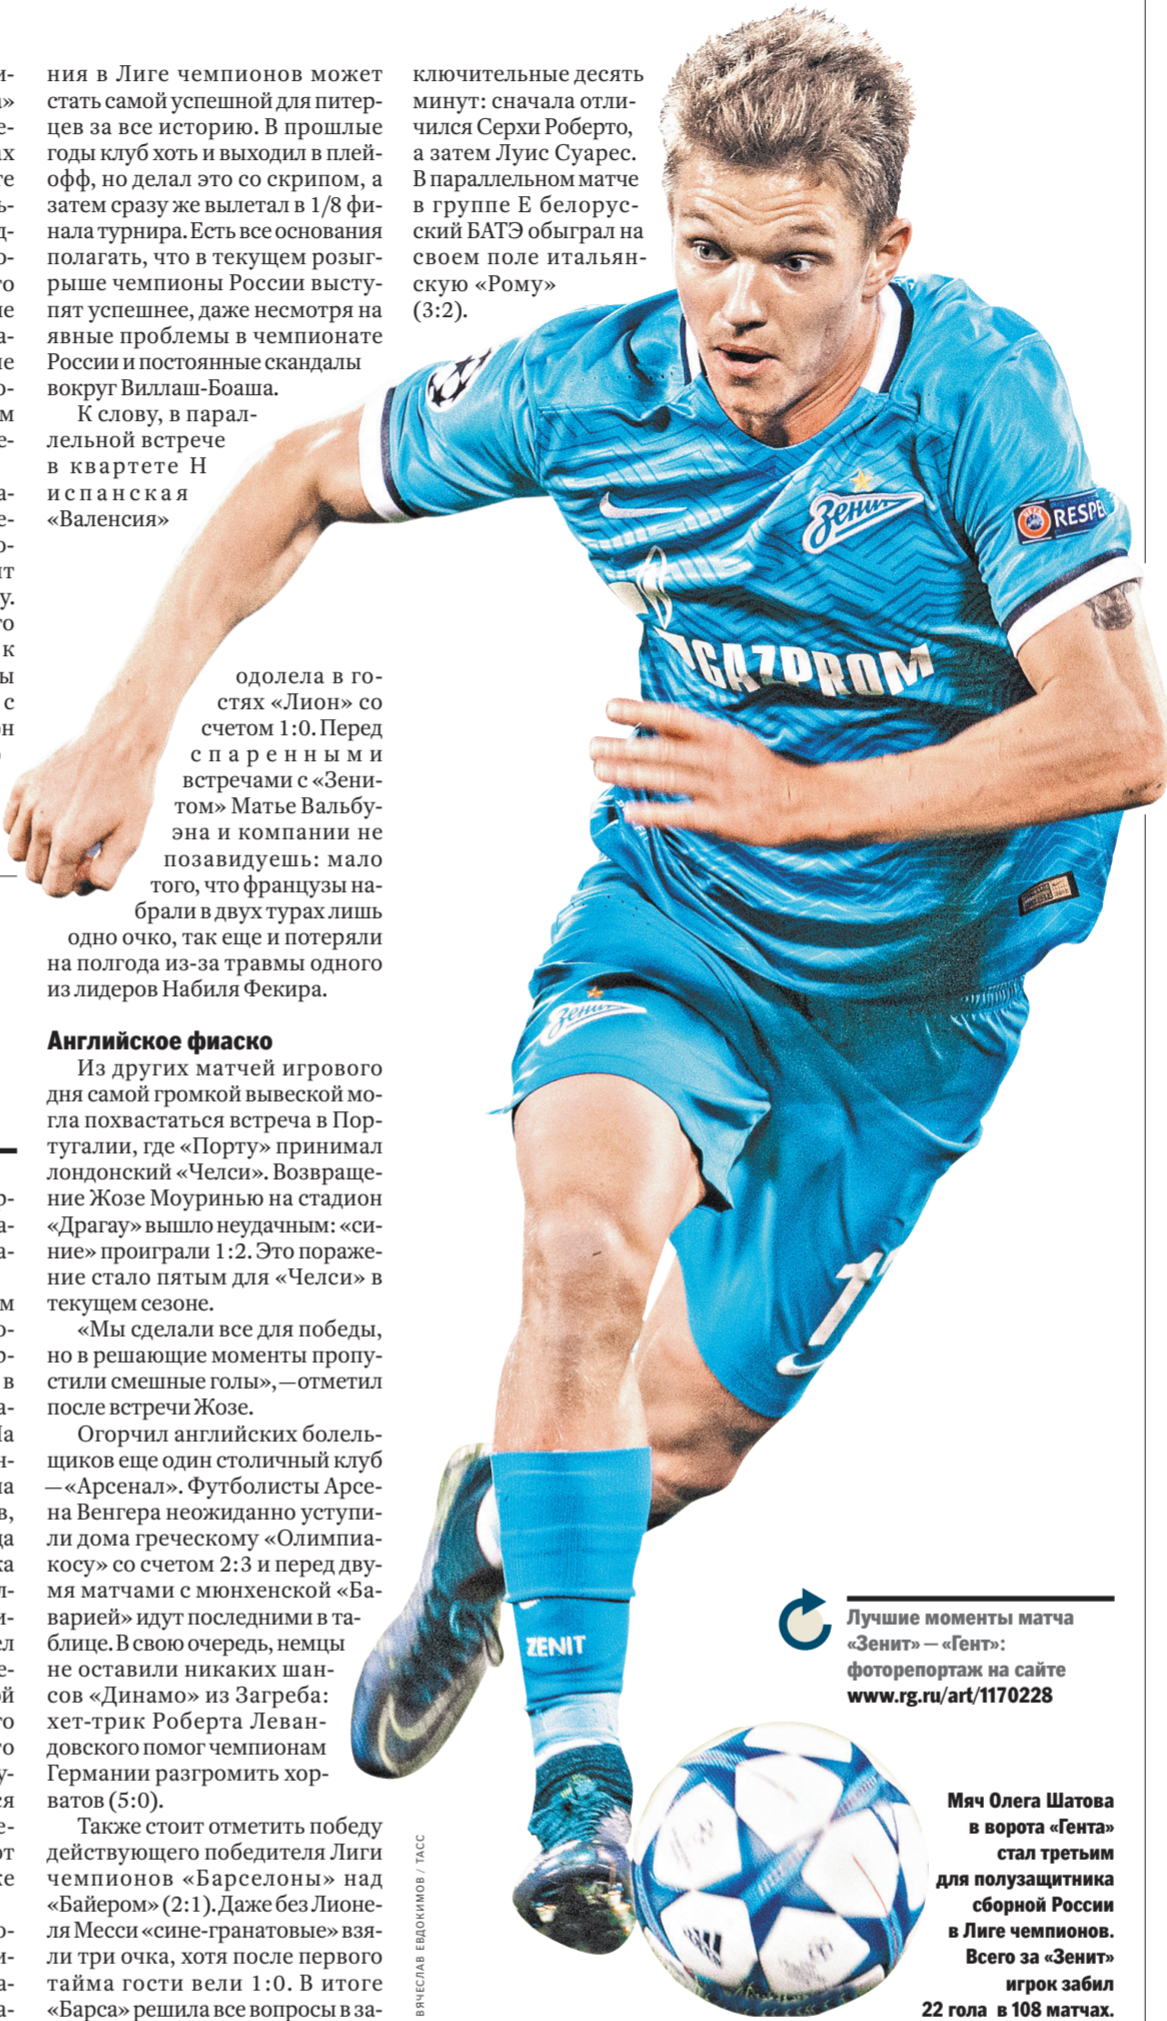 ния в Лиге чемпионов может
стать самой успешной для питер-
цев за все историю. В прошлые
годы клуб хоть и выходил в плей-
офф, но делал это со скрипом, а
затем сразу же вылетал в 1/8 фи-
нала турнира. Есть все основания
полагать, что в текущем розыг-
рыше чемпионы России высту-
пят успешнее, даже несмотря на
явные проблемы в чемпионате
России и постоянные скандалы
вокруг Виллаш-Боаша.
К слову, в парал-
лельной встрече
в квартете H
испанская
«Валенсия»
одолела в го-
стях «Лион» со
счетом 1:0. Перед
спаренными
встречами с «Зени-
том» Матье Вальбу-
эна и компании не
позавидуешь: мало
того, что французы на-
брали в двух турах лишь
одно очко, так еще и потеряли
на полгода из-за травмы одного
из лидеров Набиля Фекира.
Английское фиаско
Из других матчей игрового
дня самой громкой вывеской мо-
гла похвастаться встреча в Пор-
тугалии, где «Порту» принимал
лондонский «Челси». Возвраще-
ние Жозе Моуринью на стадион
«Драгау» вышло неудачным: «си-
ние» проиграли 1:2. Это пораже-
ние стало пятым для «Челси» в
текущем сезоне.
«Мы сделали все для победы,
но в решающие моменты пропу-
стили смешные голы», — отметил
после встречи Жозе.
Огорчил английских болель-
щиков еще один столичный клуб
— «Арсенал». Футболисты Арсе-
на Венгера неожиданно уступи-
ли дома греческому «Олимпиа-
косу» со счетом 2:3 и перед дву-
мя матчами с мюнхенской «Ба-
варией» идут последними в та-
блице. В свою очередь, немцы
не оставили никаких шан-
сов «Динамо» из Загреба:
хет-трик Роберта Леван-
довского помог чемпионам
Германии разгромить хор-
ватов (5:0).
Также стоит отметить победу
действующего победителя Лиги
чемпионов «Барселоны» над
«Байером» (2:1). Даже без Лионе-
ля Месси «сине-гранатовые» взя-
ли три очка, хотя после первого
тайма гости вели 1:0. В итоге
«Барса» решила все вопросы в за-
ключительные десять
минут: сначала отли-
чился Серхи Роберто,
а затем Луис Суарес.
В параллельном матче
в группе E белорус-
ский БАТЭ обыграл на
своем поле итальян-
скую «Рому»
(3:2).
Зенит
RESPE
GAZPROM
Зенит
1
ZENIT
Лучшие моменты матча
«Зенит» — «Гент»:
фоторепортаж на сайте
www.rg.ru/art/1170228
Мяч Олега Шатова
в ворота «Гента»
стал третьим
для полузащитника
сборной России
в Лиге чемпионов.
Всего за «Зенит»
игрок забил
22 гола в 108 матчах.
ВЯЧЕСЛАВ ЕВДОКИМОВ / ТАСС